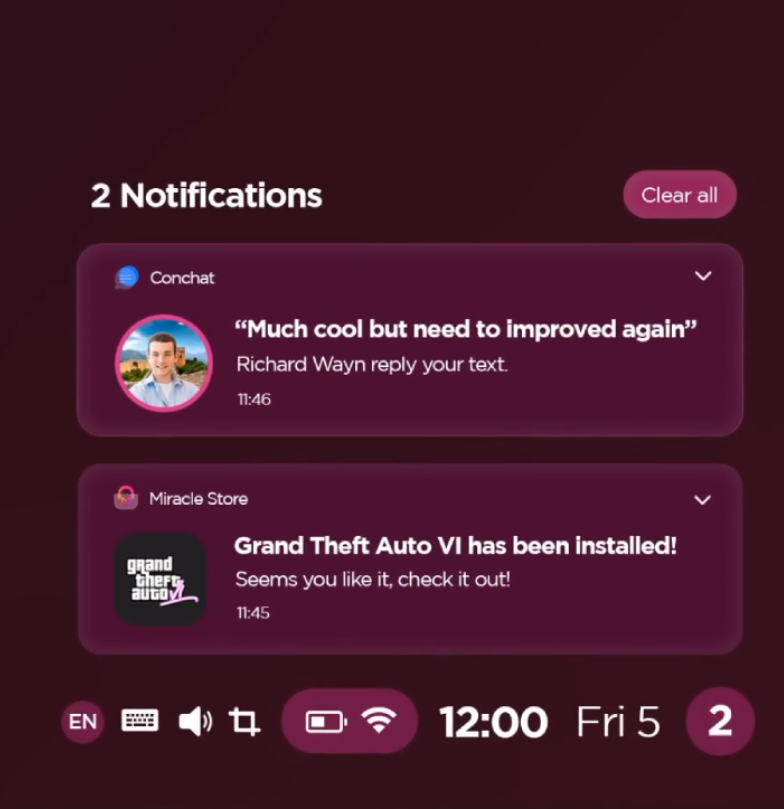 2 Notifications
Clear all
Conchat
“Much cool but need to improved again”
Richard Wayn reply your text.
11:46
Miracle Store
Grand Theft Auto VI has been installed!
grand
theft
auto VI
Seems you like it, check it out!
11:45
EN
12:00
Fri 5
2